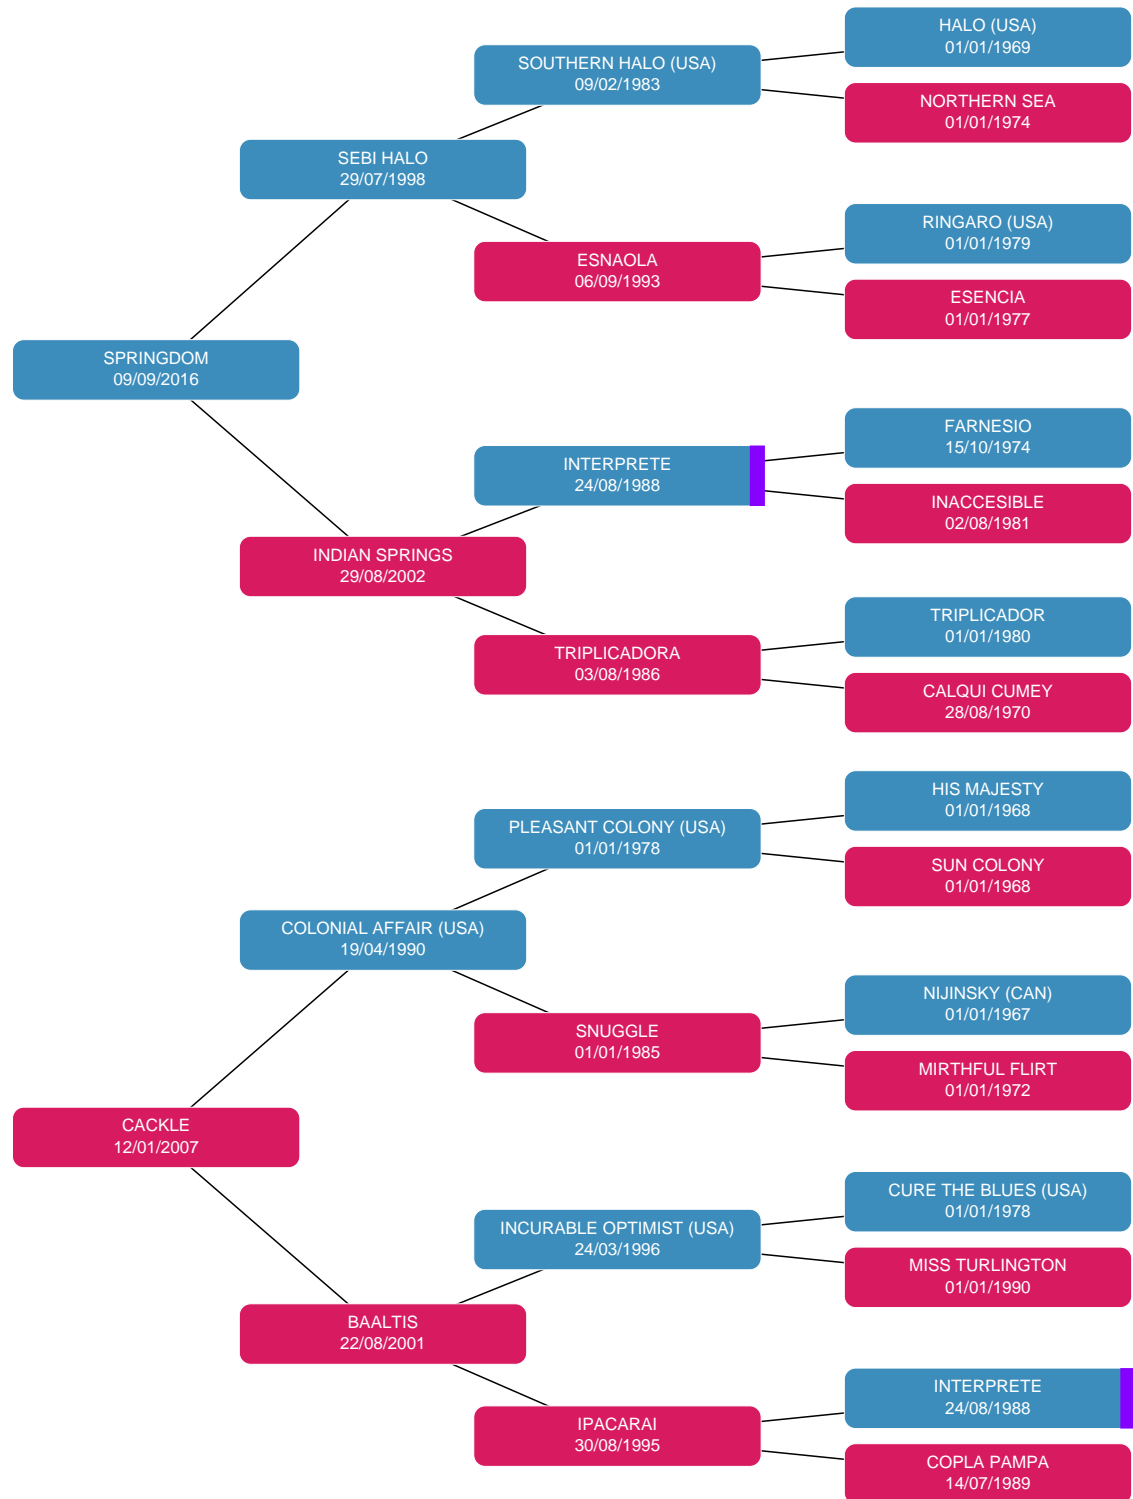 HALO (USA)
01/01/1969
SOUTHERN HALO (USA)
09/02/1983
NORTHERN SEA
01/01/1974
SEBI HALO
29/07/1998
RINGARO (USA)
01/01/1979
ESNAOLA
06/09/1993
ESENCIA
01/01/1977
SPRINGDOM
09/09/2016
FARNESIO
15/10/1974
INTERPRETE
24/08/1988
INACCESIBLE
02/08/1981
INDIAN SPRINGS
29/08/2002
TRIPLICADOR
01/01/1980
TRIPLICADORA
03/08/1986
CALQUI CUMEY
28/08/1970
HIS MAJESTY
01/01/1968
PLEASANT COLONY (USA)
01/01/1978
SUN COLONY
01/01/1968
COLONIAL AFFAIR (USA)
19/04/1990
NIJINSKY (CAN)
01/01/1967
SNUGGLE
01/01/1985
MIRTHFUL FLIRT
01/01/1972
CACKLE
12/01/2007
CURE THE BLUES (USA)
01/01/1978
INCURABLE OPTIMIST (USA)
24/03/1996
MISS TURLINGTON
01/01/1990
BAALTIS
22/08/2001
INTERPRETE
24/08/1988
IPACARAI
30/08/1995
COPLA PAMPA
14/07/1989